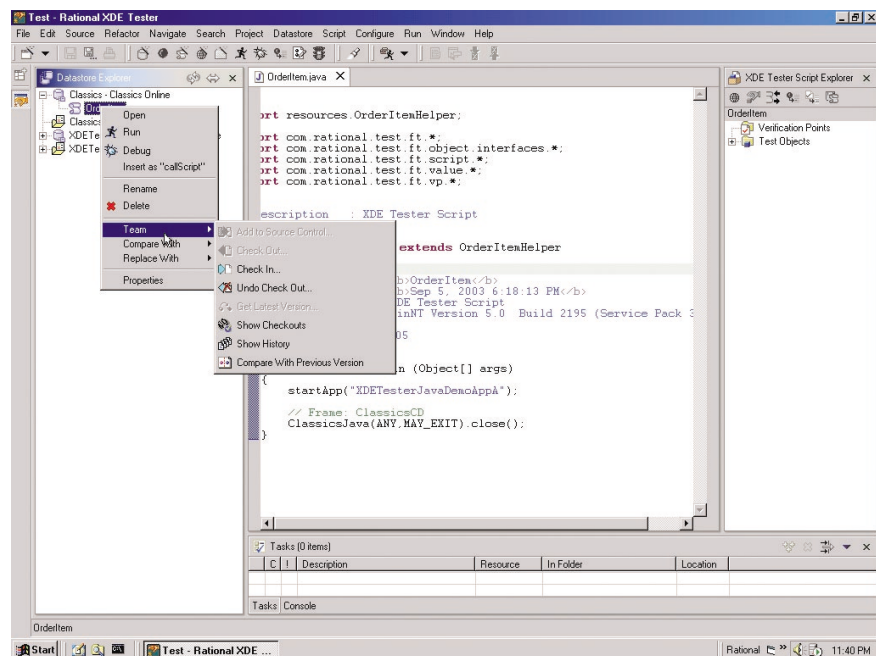 Test - Rational XDE Tester
File Edit Source Refactor Navigate Search Project Datastore Script Configure Run Window Help
Datastore Explorer
Classics - Classics Online
Classics
XDETe
XDETe
Open
Run
Debug
Insert as "callScript"
Rename
Delete
Team
Compare With
Replace With
Properties
Add to Source Control...
Check Out...
Check In...
Undo Check Out...
Get Latest Version...
Show Checkouts
Show History
Compare With Previous Version
OrderItem.java
ort resources.OrderItemHelper;
ort com.rational.test.ft.*;
ort com.rational.test.ft.object.interfaces.*;
ort com.rational.test.ft.script.*;
ort com.rational.test.ft.value.*;
ort com.rational.test.ft.vp.*;
escription : XDE Tester Script
extends OrderItemHelper
b>OrderItem</b>
b>Sep 5, 2003 6:18:13 PM</b>
DE Tester Script
inNT Version 5.0 Build 2195 (Service Pack 3
05
n (Object[] args)
{
startApp("XDETesterJavaDemoAppA");
// Frame: ClassicsCD
ClassicsJava(ANY,MAY_EXIT).close();
}
XDE Tester Script Explorer
OrderItem
Verification Points
Test Objects
Tasks (0 items)
C ! Description Resource In Folder Location
Tasks Console
OrderItem
Start Test - Rational XDE ... Rational 11:40 PM